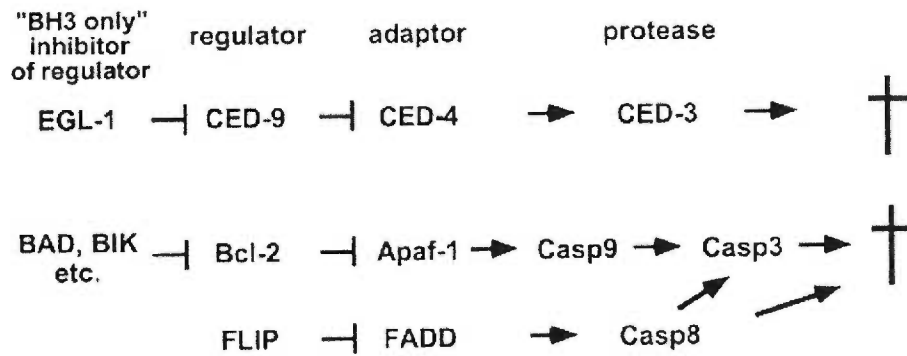 "BH3 only" inhibitor of regulator regulator adaptor protease
EGL-1 CED-9 CED-4 CED-3
BAD, BIK etc. Bcl-2 Apaf-1 Casp9 Casp3
FLIP FADD Casp8